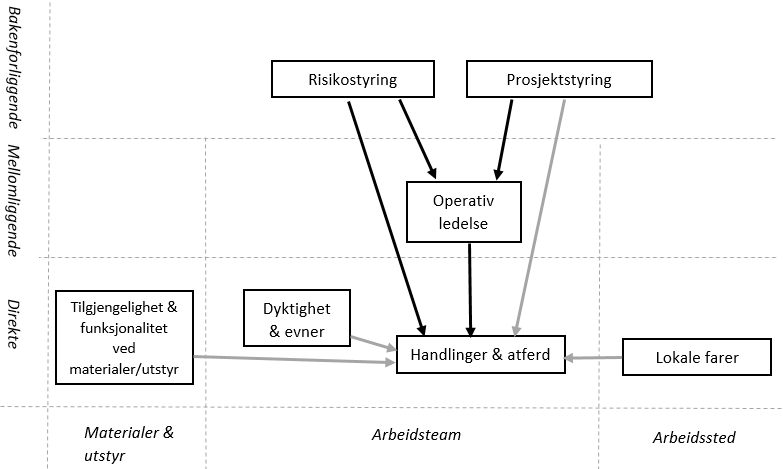 Bakenforliggende
Risikostyring
Prosjektstyring
Mellomliggende
Operativ
ledelse
Direkte
Tilgjengelighet &
funksjonalitet
ved
materialer/utstyr
Dyktighet
& evner
Handlinger & atferd
Lokale farer
Materialer &
utstyr
Arbeidsteam
Arbeidssted